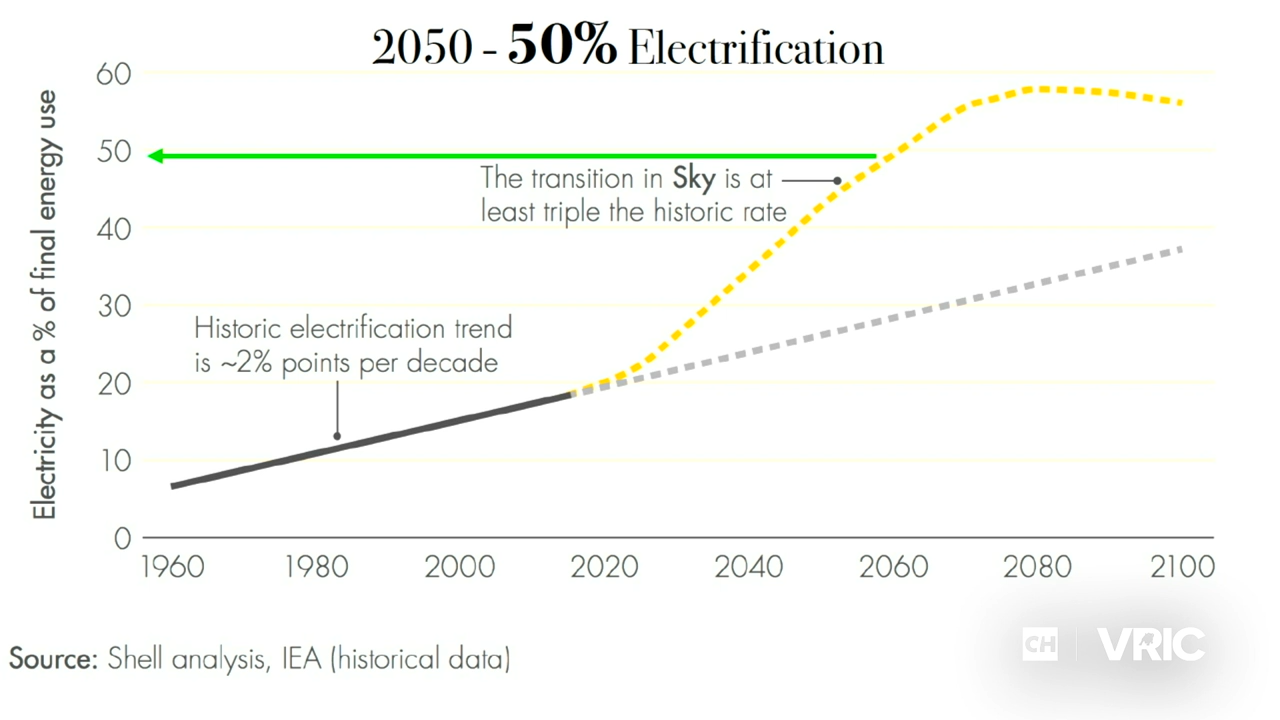 2050 - 50% Electrification
Electricity as a % of final energy use
60
50
40
30
20
10
0
The transition in Sky is at
least triple the historic rate
Historic electrification trend
is ~2% points per decade
1960 1980 2000 2020 2040 2060 2080 2100
Source: Shell analysis, IEA (historical data)
CH | VRIC